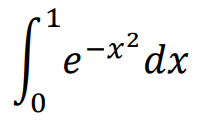 ∫₀¹ e^{-x²} dx